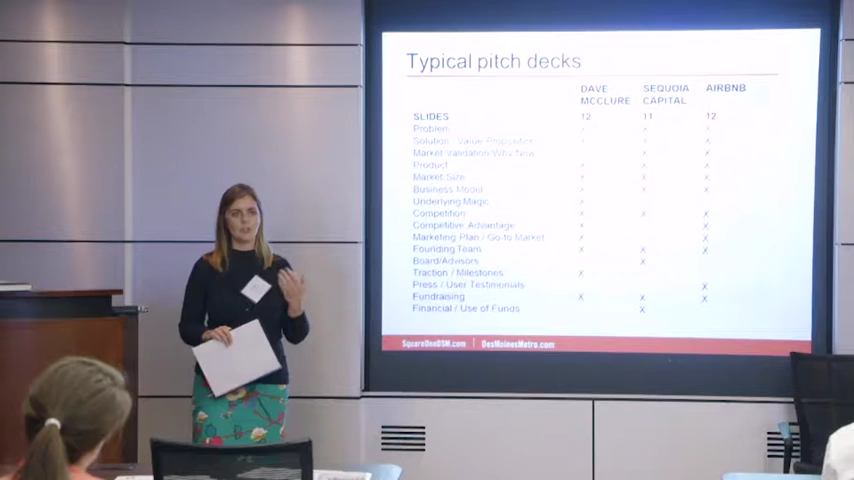 Typical pitch decks
DAVE MCCLURE SEQUOIA CAPITAL AIRBNB
SLIDES 12 11 12
Problem x x x
Solution - Value Proposition x x
Market Validation/Why Now x x
Product x x x
Market Size x x x
Business Model x x x
Underlying Magic x
Competition x x x
Competitive Advantage x x
Marketing Plan / Go to Market x x
Founding Team x x x
Board/Advisors x
Traction / Milestones x
Press / User Testimonials x
Fundraising x x x
Financial / Use of Funds x
SquareOneDSM.com | DesMoinesMetro.com